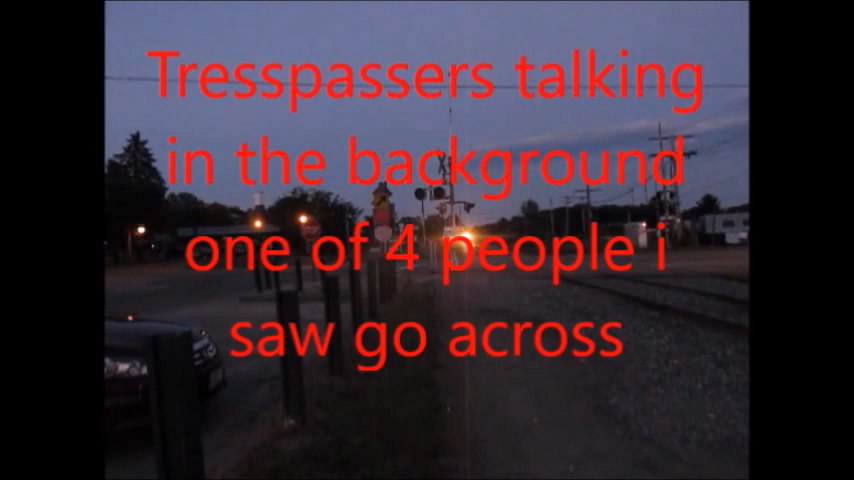 Tresspassers talking
in the background
one of 4 people i
saw go across